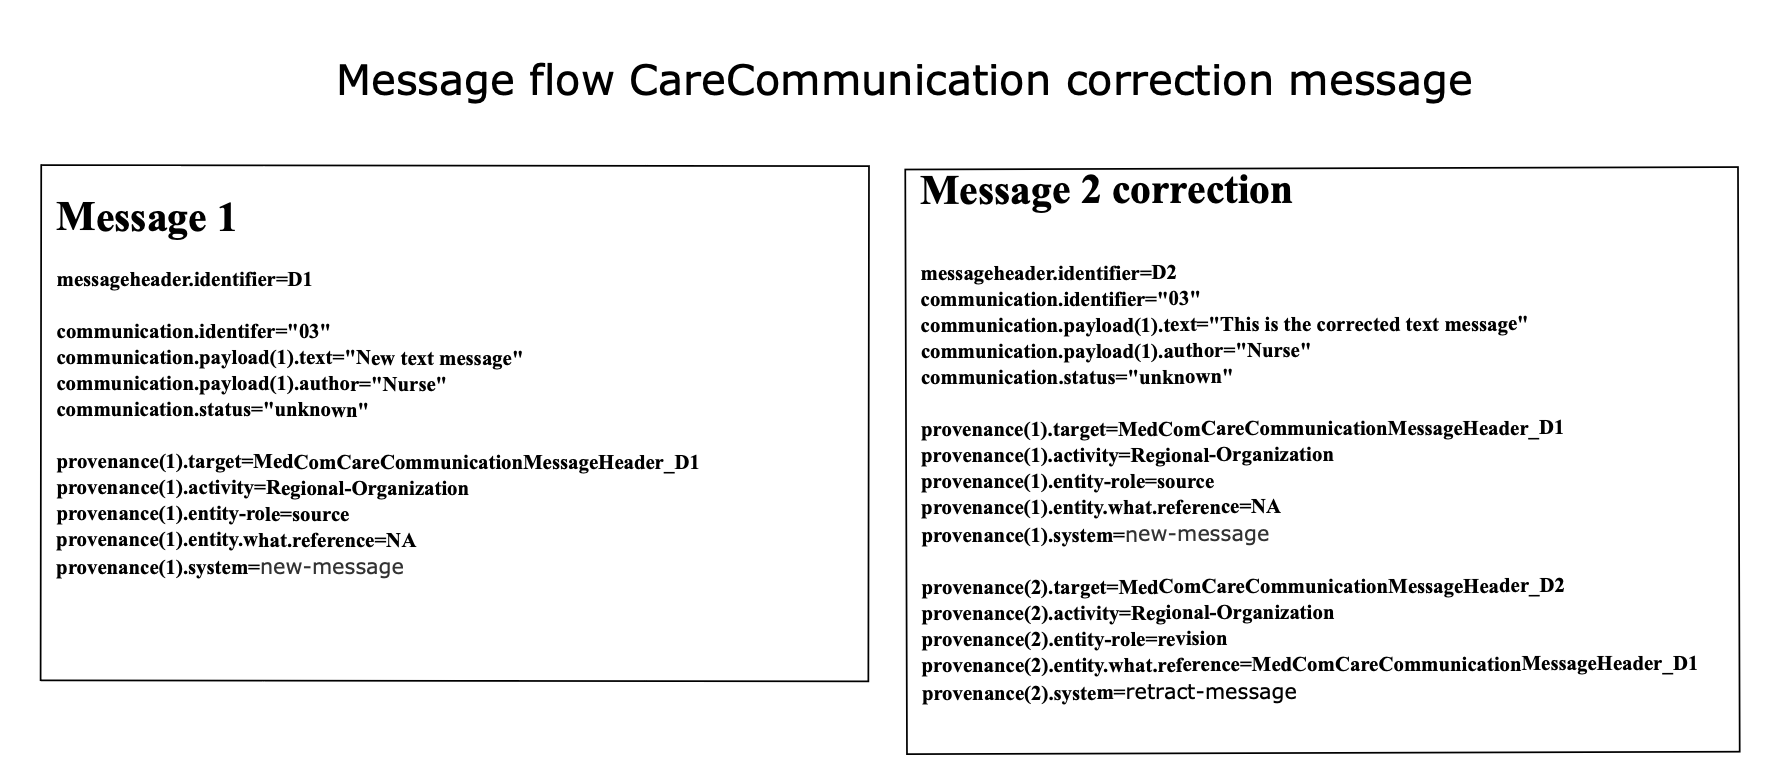 Message flow CareCommunication correction message
Message 1
messageheader.identifier=D1
communication.identifer="03"
communication.payload(1).text="New text message"
communication.payload(1).author="Nurse"
communication.status="unknown"
provenance(1).target=MedComCareCommunicationMessageHeader_D1
provenance(1).activity=Regional-Organization
provenance(1).entity-role=source
provenance(1).entity.what.reference=NA
provenance(1).system=new-message
Message 2 correction
messageheader.identifier=D2
communication.identifier="03"
communication.payload(1).text="This is the corrected text message"
communication.payload(1).author="Nurse"
communication.status="unknown"
provenance(1).target=MedComCareCommunicationMessageHeader_D1
provenance(1).activity=Regional-Organization
provenance(1).entity-role=source
provenance(1).entity.what.reference=NA
provenance(1).system=new-message
provenance(2).target=MedComCareCommunicationMessageHeader_D2
provenance(2).activity=Regional-Organization
provenance(2).entity-role=revision
provenance(2).entity.what.reference=MedComCareCommunicationMessageHeader_D1
provenance(2).system=retract-message